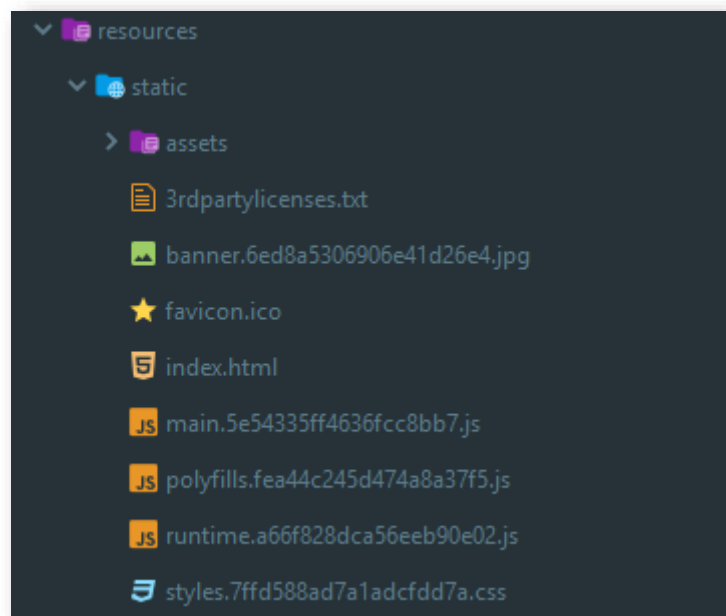 resources
static
assets
3rdpartylicenses.txt
banner.6ed8a5306906e41d26e4.jpg
favicon.ico
index.html
main.5e54335ff4636fcc8bb7.js
polyfills.fea44c245d474a8a37f5.js
runtime.a66f828dca56eeb90e02.js
styles.7ffd588ad7a1adcfdd7a.css